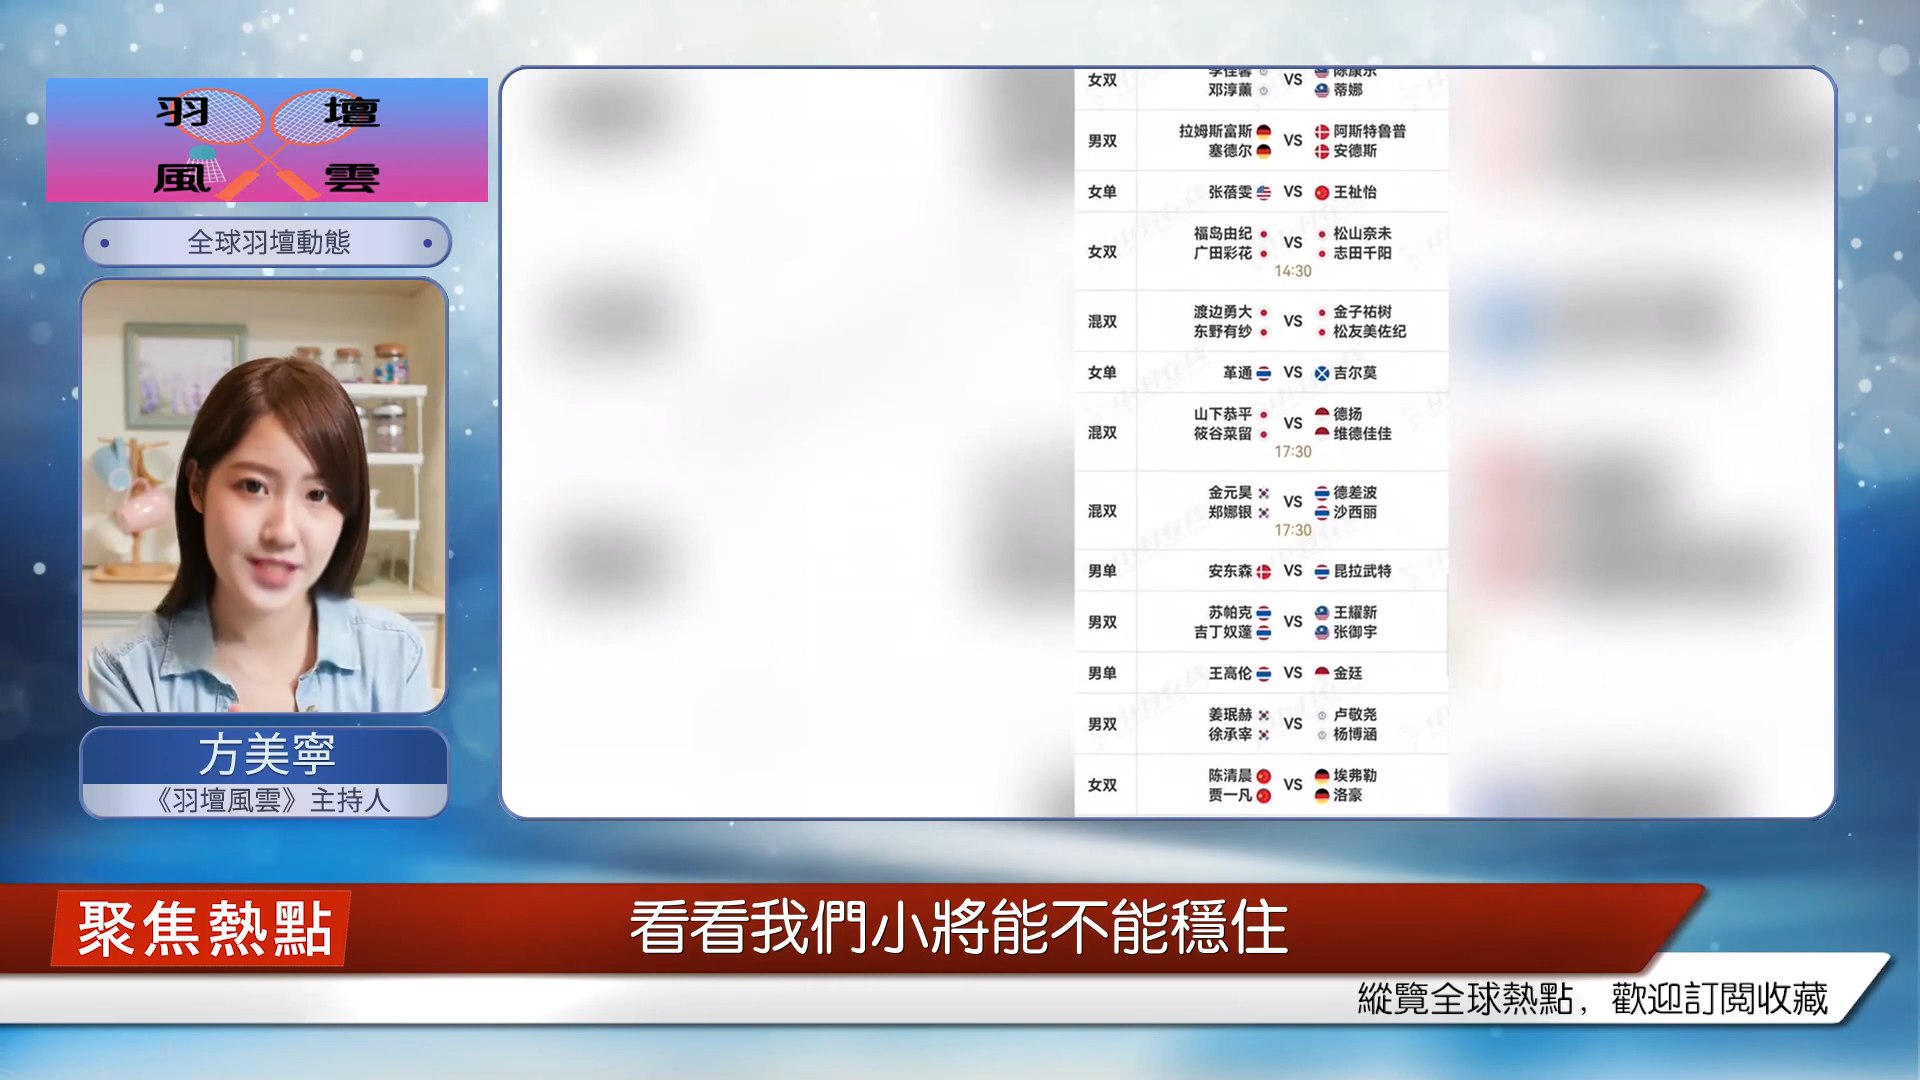 羽壇
風雲
全球羽壇動態
方美寧
《羽壇風雲》主持人
女双 李佳馨 VS 陈康乐
邓淳薰 蒂娜
男双 拉姆斯富斯 VS 阿斯特鲁普
塞德尔 安德斯
女单 张蓓雯 VS 王祉怡
女双 福岛由纪 VS 松山奈未
广田彩花 志田千阳
14:30
混双 渡边勇大 VS 金子祐树
东野有纱 松友美佐纪
女单 革通 VS 吉尔莫
混双 山下恭平 VS 德扬
筱谷菜留 维德佳佳
17:30
混双 金元昊 VS 德差波
郑娜银 沙西丽
17:30
男单 安东森 VS 昆拉武特
男双 苏帕克 VS 王耀新
吉丁奴蓬 张御宇
男单 王高伦 VS 金廷
男双 姜珉赫 VS 卢敬尧
徐承宰 杨博涵
女双 陈清晨 VS 埃弗勒
贾一凡 洛豪
聚焦熱點
看看我們小將能不能穩住
縱覽全球熱點，歡迎訂閱收藏